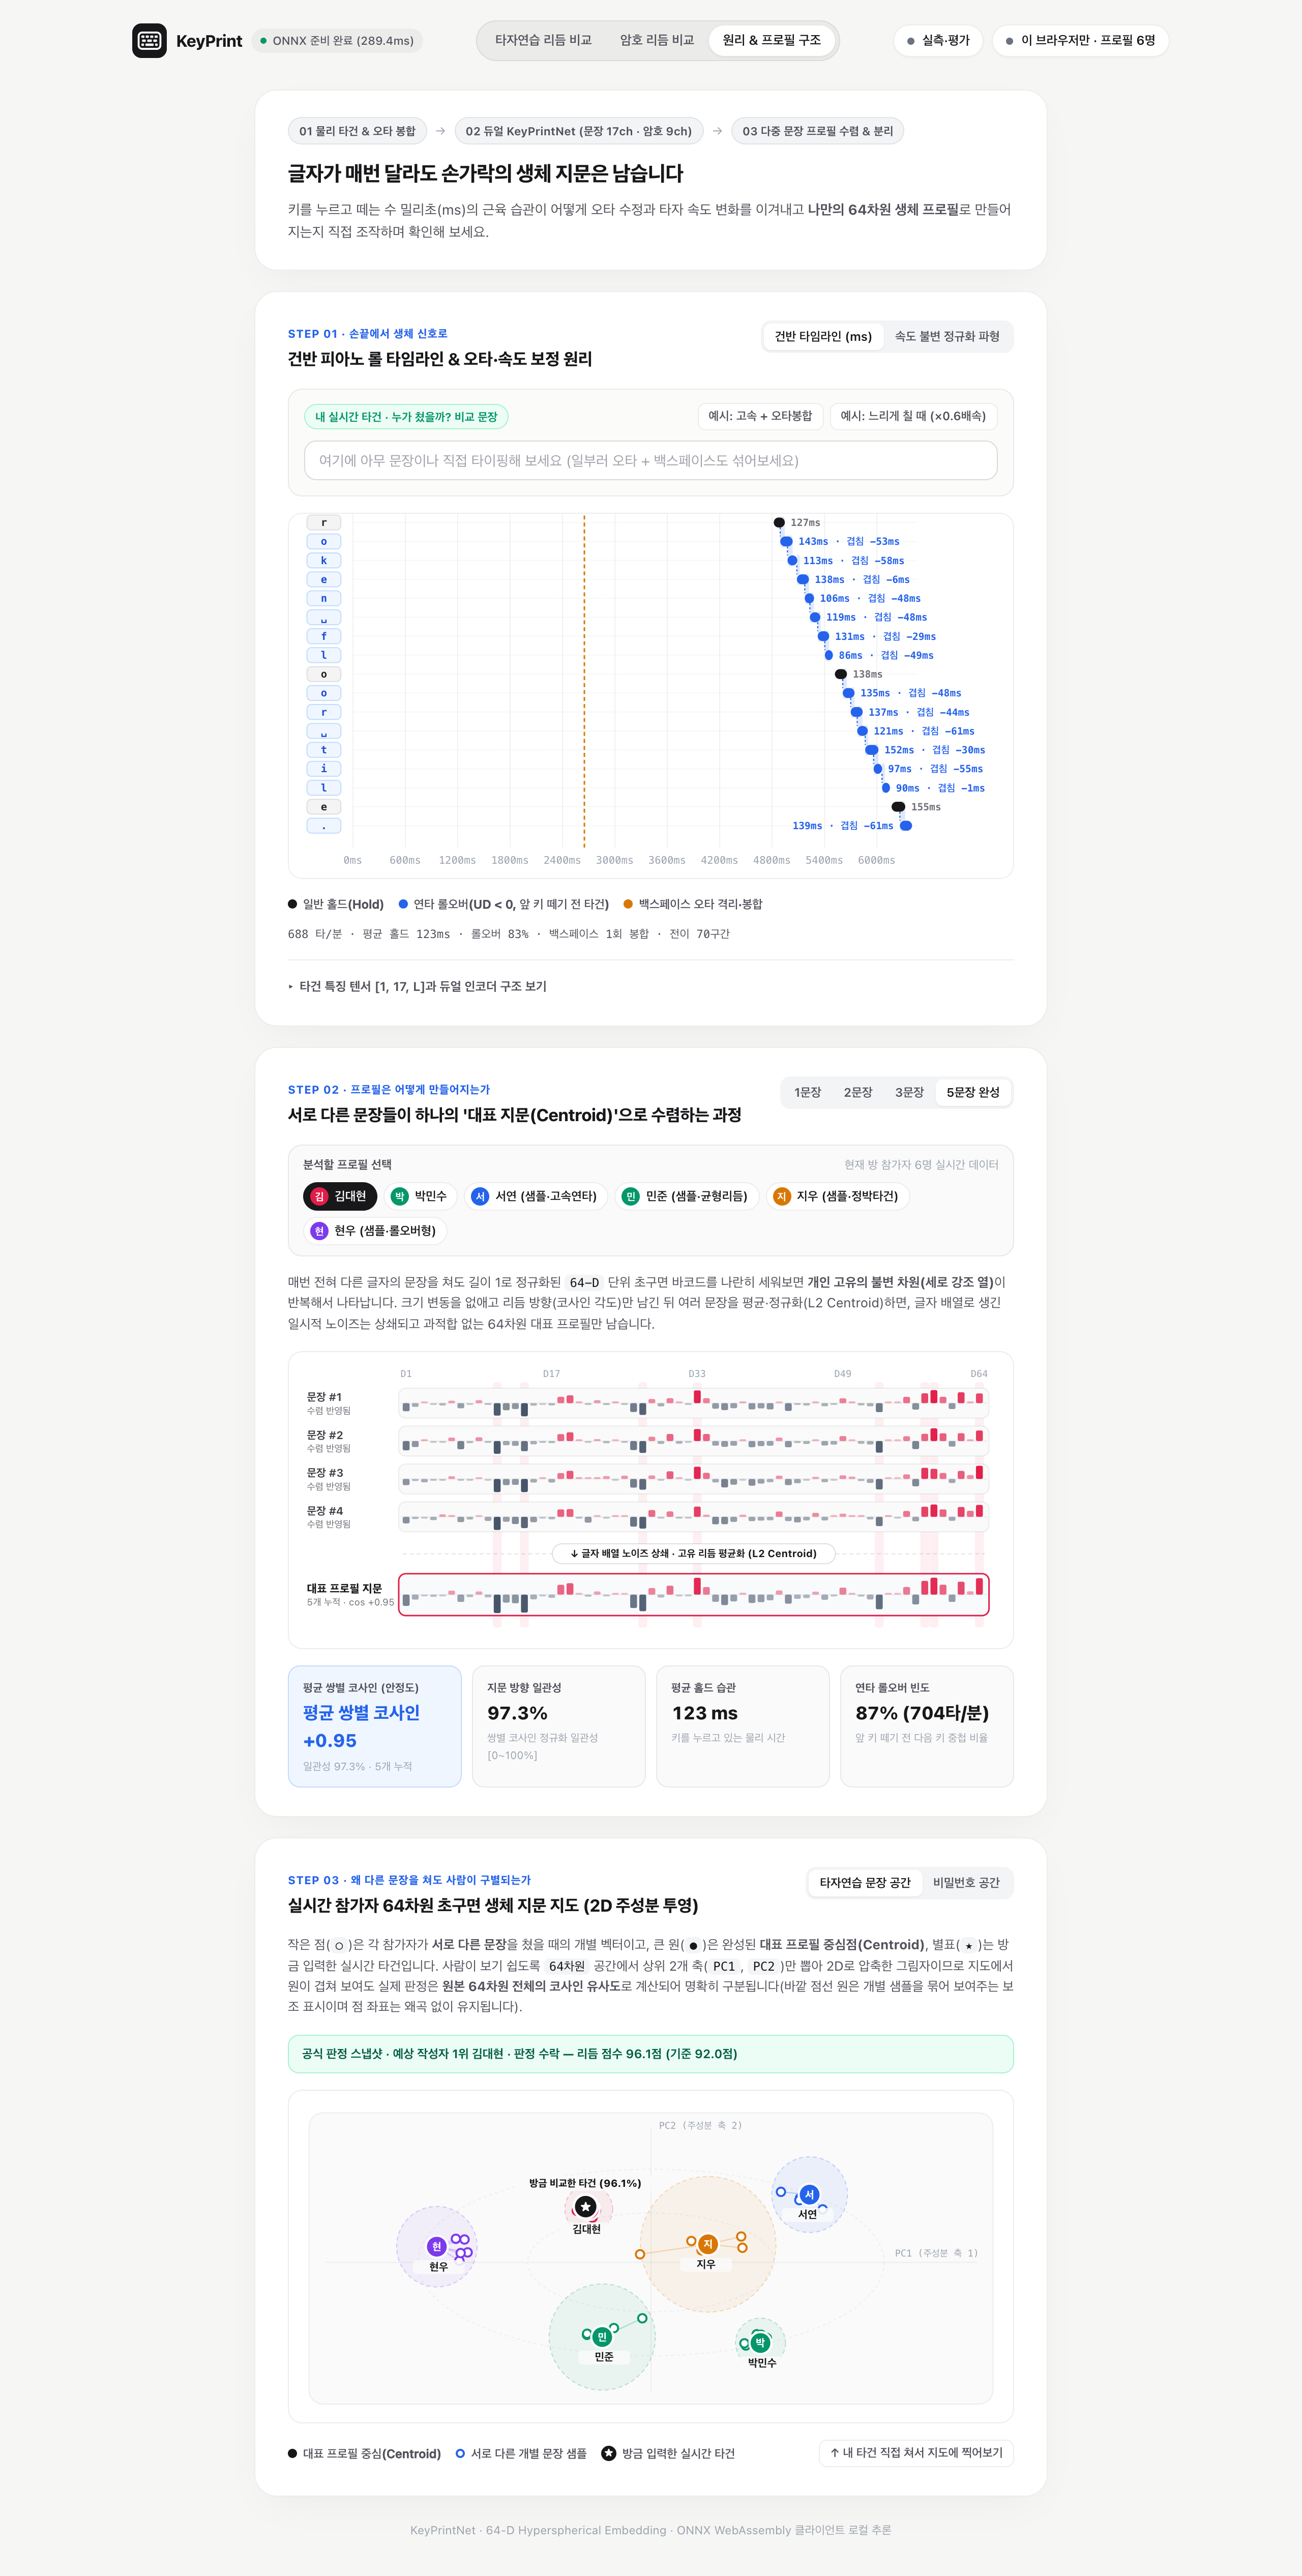 KeyPrint
ONNX 준비 완료 (289.4ms)
타자연습 리듬 비교
암호 리듬 비교
원리 & 프로필 구조
실측·평가
이 브라우저만 · 프로필 6명
01 물리 타건 & 오타 봉합 → 02 듀얼 KeyPrintNet (문장 17ch · 암호 9ch) → 03 다중 문장 프로필 수렴 & 분리
글자가 매번 달라도 손가락의 생체 지문은 남습니다
키를 누르고 떼는 수 밀리초(ms)의 근육 습관이 어떻게 오타 수정과 타자 속도 변화를 이겨내고 나만의 64차원 생체 프로필로 만들어
지는지 직접 조작하며 확인해 보세요.
STEP 01 · 손끝에서 생체 신호로
건반 피아노 롤 타임라인 & 오타·속도 보정 원리
건반 타임라인 (ms)
속도 불변 정규화 파형
내 실시간 타건 · 누가 쳤을까? 비교 문장
예시: 고속 + 오타봉합
예시: 느리게 칠 때 (×0.6배속)
여기에 아무 문장이나 직접 타이핑해 보세요 (일부러 오타 + 백스페이스도 섞어보세요)
r 127ms
o 143ms · 겹침 −53ms
k 113ms · 겹침 −58ms
e 138ms · 겹침 −6ms
n 106ms · 겹침 −48ms
␣ 119ms · 겹침 −48ms
f 131ms · 겹침 −29ms
l 86ms · 겹침 −49ms
o 138ms
o 135ms · 겹침 −48ms
r 137ms · 겹침 −44ms
␣ 121ms · 겹침 −61ms
t 152ms · 겹침 −30ms
i 97ms · 겹침 −55ms
l 90ms · 겹침 −1ms
e 155ms
. 139ms · 겹침 −61ms
0ms 600ms 1200ms 1800ms 2400ms 3000ms 3600ms 4200ms 4800ms 5400ms 6000ms
일반 홀드(Hold) 연타 롤오버(UD < 0, 앞 키 떼기 전 타건) 백스페이스 오타 격리·봉합
688 타/분 · 평균 홀드 123ms · 롤오버 83% · 백스페이스 1회 봉합 · 전이 70구간
▸ 타건 특징 텐서 [1, 17, L]과 듀얼 인코더 구조 보기
STEP 02 · 프로필은 어떻게 만들어지는가
서로 다른 문장들이 하나의 '대표 지문(Centroid)'으로 수렴하는 과정
1문장 2문장 3문장 5문장 완성
분석할 프로필 선택
현재 방 참가자 6명 실시간 데이터
김 김대현
박 박민수
서 서연 (샘플·고속연타)
민 민준 (샘플·균형리듬)
지 지우 (샘플·정박타건)
현 현우 (샘플·롤오버형)
매번 전혀 다른 글자의 문장을 쳐도 길이 1로 정규화된 64−D 단위 초구면 바코드를 나란히 세워보면 개인 고유의 불변 차원(세로 강조 열)이
반복해서 나타납니다. 크기 변동을 없애고 리듬 방향(코사인 각도)만 남긴 뒤 여러 문장을 평균·정규화(L2 Centroid)하면, 글자 배열로 생긴
일시적 노이즈는 상쇄되고 과적합 없는 64차원 대표 프로필만 남습니다.
D1 D17 D33 D49 D64
문장 #1
수렴 반영됨
문장 #2
수렴 반영됨
문장 #3
수렴 반영됨
문장 #4
수렴 반영됨
↓ 글자 배열 노이즈 상쇄 · 고유 리듬 평균화 (L2 Centroid)
대표 프로필 지문
5개 누적 · cos +0.95
평균 쌍별 코사인 (안정도)
평균 쌍별 코사인
+0.95
일관성 97.3% · 5개 누적
지문 방향 일관성
97.3%
쌍별 코사인 정규화 일관성
[0~100%]
평균 홀드 습관
123 ms
키를 누르고 있는 물리 시간
연타 롤오버 빈도
87% (704타/분)
앞 키 떼기 전 다음 키 중첩 비율
STEP 03 · 왜 다른 문장을 쳐도 사람이 구별되는가
실시간 참가자 64차원 초구면 생체 지문 지도 (2D 주성분 투영)
타자연습 문장 공간
비밀번호 공간
작은 점( ○ )은 각 참가자가 서로 다른 문장을 쳤을 때의 개별 벡터이고, 큰 원( ● )은 완성된 대표 프로필 중심점(Centroid), 별표( ★ )는 방
금 입력한 실시간 타건입니다. 사람이 보기 쉽도록 64차원 공간에서 상위 2개 축( PC1 , PC2 )만 뽑아 2D로 압축한 그림자이므로 지도에서
원이 겹쳐 보여도 실제 판정은 원본 64차원 전체의 코사인 유사도로 계산되어 명확히 구분됩니다(바깥 점선 원은 개별 샘플을 묶어 보여주는 보
조 표시이며 점 좌표는 왜곡 없이 유지됩니다).
공식 판정 스냅샷 · 예상 작성자 1위 김대현 · 판정 수락 — 리듬 점수 96.1점 (기준 92.0점)
PC2 (주성분 축 2)
방금 비교한 타건 (96.1%)
서
서연
★
김대현
현
현우
지
지우
PC1 (주성분 축 1)
민
민준
박
박민수
대표 프로필 중심(Centroid) 서로 다른 개별 문장 샘플 ★ 방금 입력한 실시간 타건
↑ 내 타건 직접 쳐서 지도에 찍어보기
KeyPrintNet · 64-D Hyperspherical Embedding · ONNX WebAssembly 클라이언트 로컬 추론